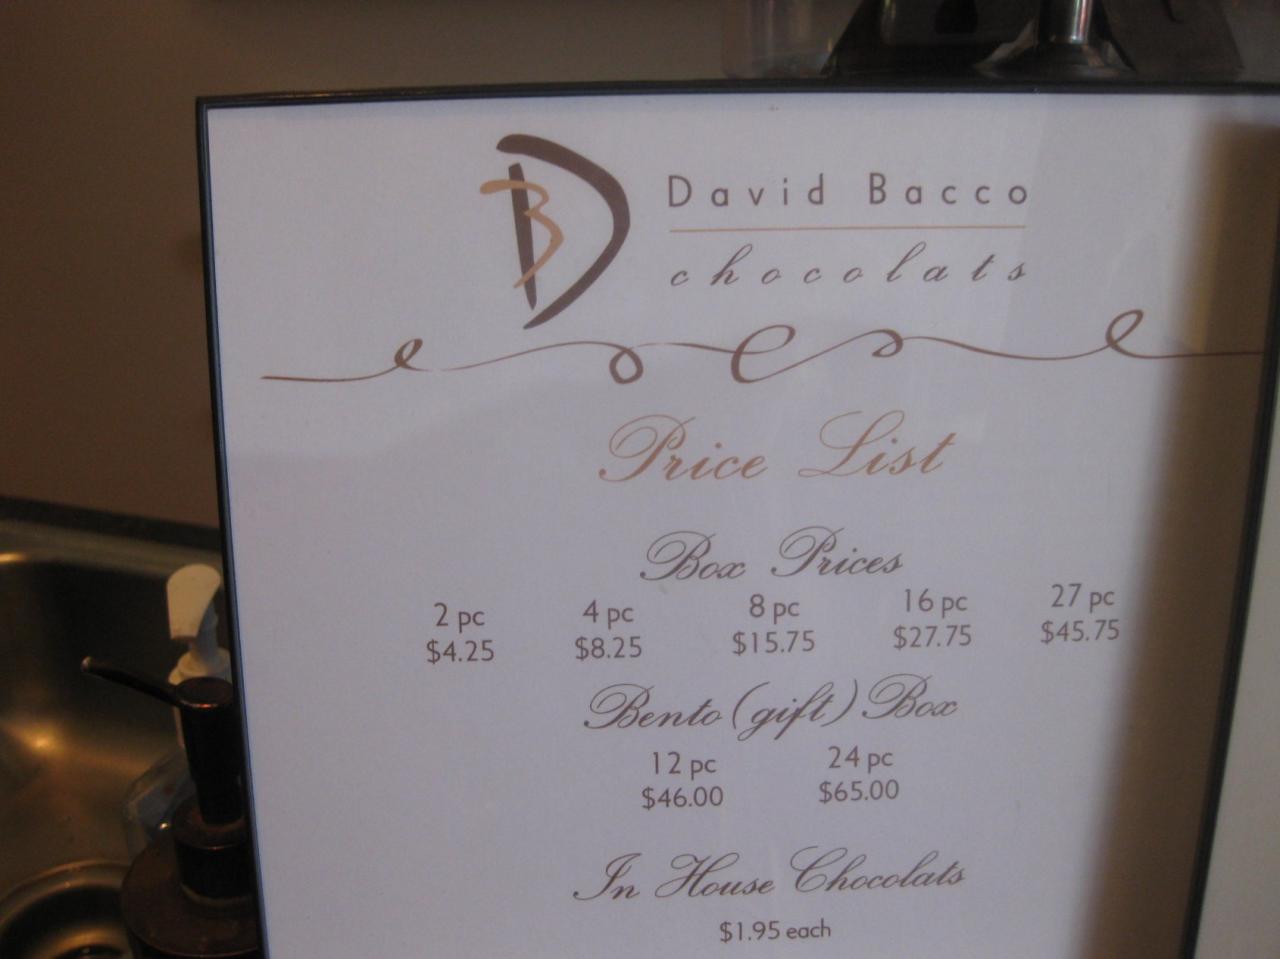 DB
David Bacco
chocolats
Price List
Box Prices
2 pc 4 pc 8 pc 16 pc 27 pc
$4.25 $8.25 $15.75 $27.75 $45.75
Bento (gift) Box
12 pc 24 pc
$46.00 $65.00
In House Chocolats
$1.95 each